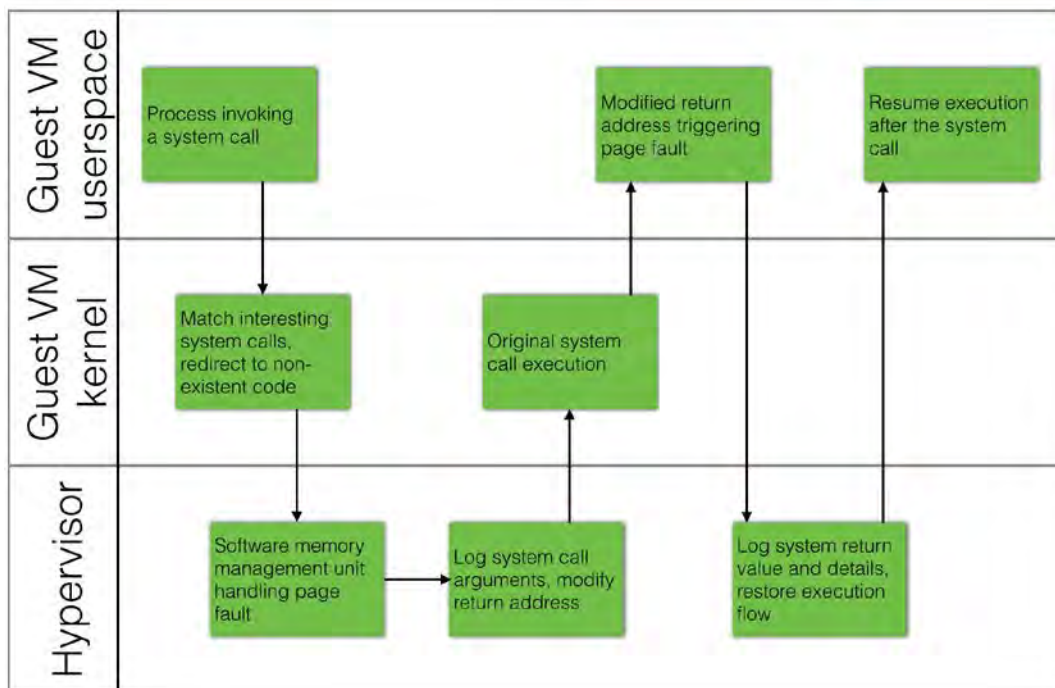 Guest VM
userspace
Process invoking
a system call
Modified return
address triggering
page fault
Resume execution
after the system
call
Guest VM
kernel
Match interesting
system calls,
redirect to non-
existent code
Original system
call execution
Hypervisor
Software memory
management unit
handling page
fault
Log system call
arguments, modify
return address
Log system return
value and details,
restore execution
flow